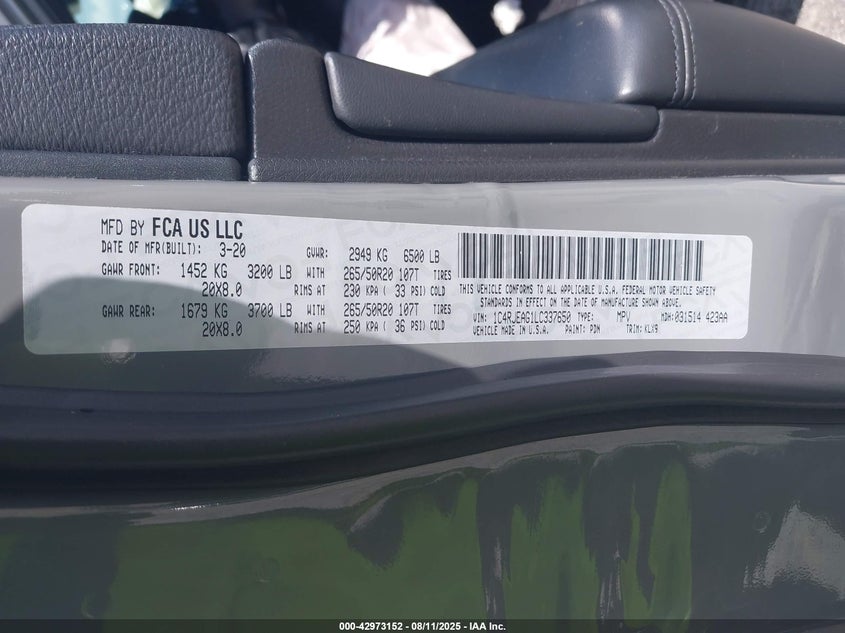 MFD BY FCA US LLC
DATE OF MFR(BUILT): 3-20 GVWR: 2949 KG 6500 LB
GAWR FRONT: 1452 KG 3200 LB WITH 265/50R20 107T TIRES
20X8.0 RIMS AT 230 KPA ( 33 PSI) COLD
GAWR REAR: 1679 KG 3700 LB WITH 265/50R20 107T TIRES
20X8.0 RIMS AT 250 KPA ( 36 PSI) COLD
THIS VEHICLE CONFORMS TO ALL APPLICABLE U.S.A. FEDERAL MOTOR VEHICLE SAFETY
STANDARDS IN EFFECT ON THE DATE OF MANUFACTURE SHOWN ABOVE.
VIN: 1C4RJEAG1LC337650 TYPE: MPV MDH:031514 423AA
VEHICLE MADE IN U.S.A. PAINT: PDN TRIM: KLX9
000-42973152 - 08/11/2025 - IAA Inc.